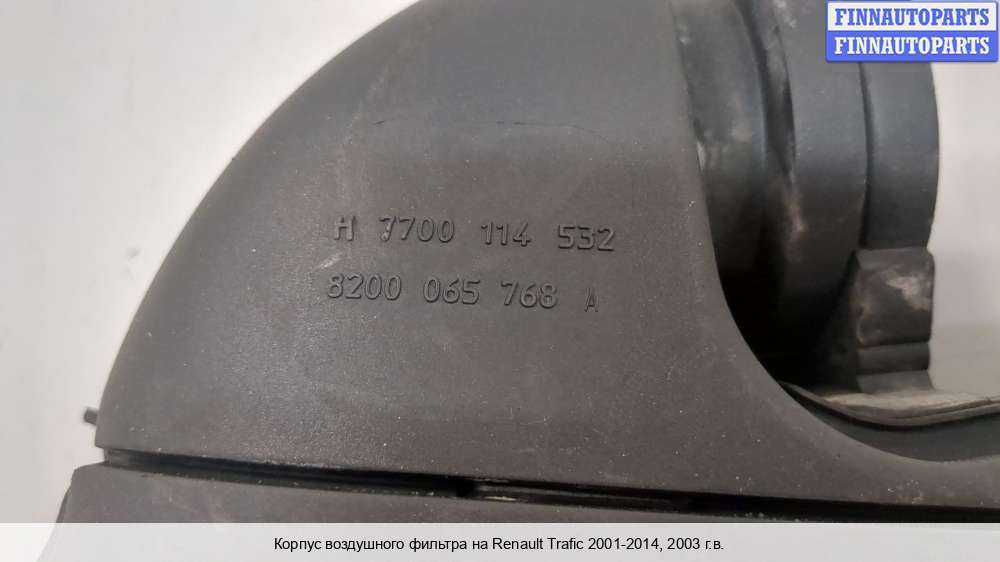 FINNAUTOPARTS
FINNAUTOPARTS
H 7700 114 532
8200 065 768 A
Корпус воздушного фильтра на Renault Trafic 2001-2014, 2003 г.в.